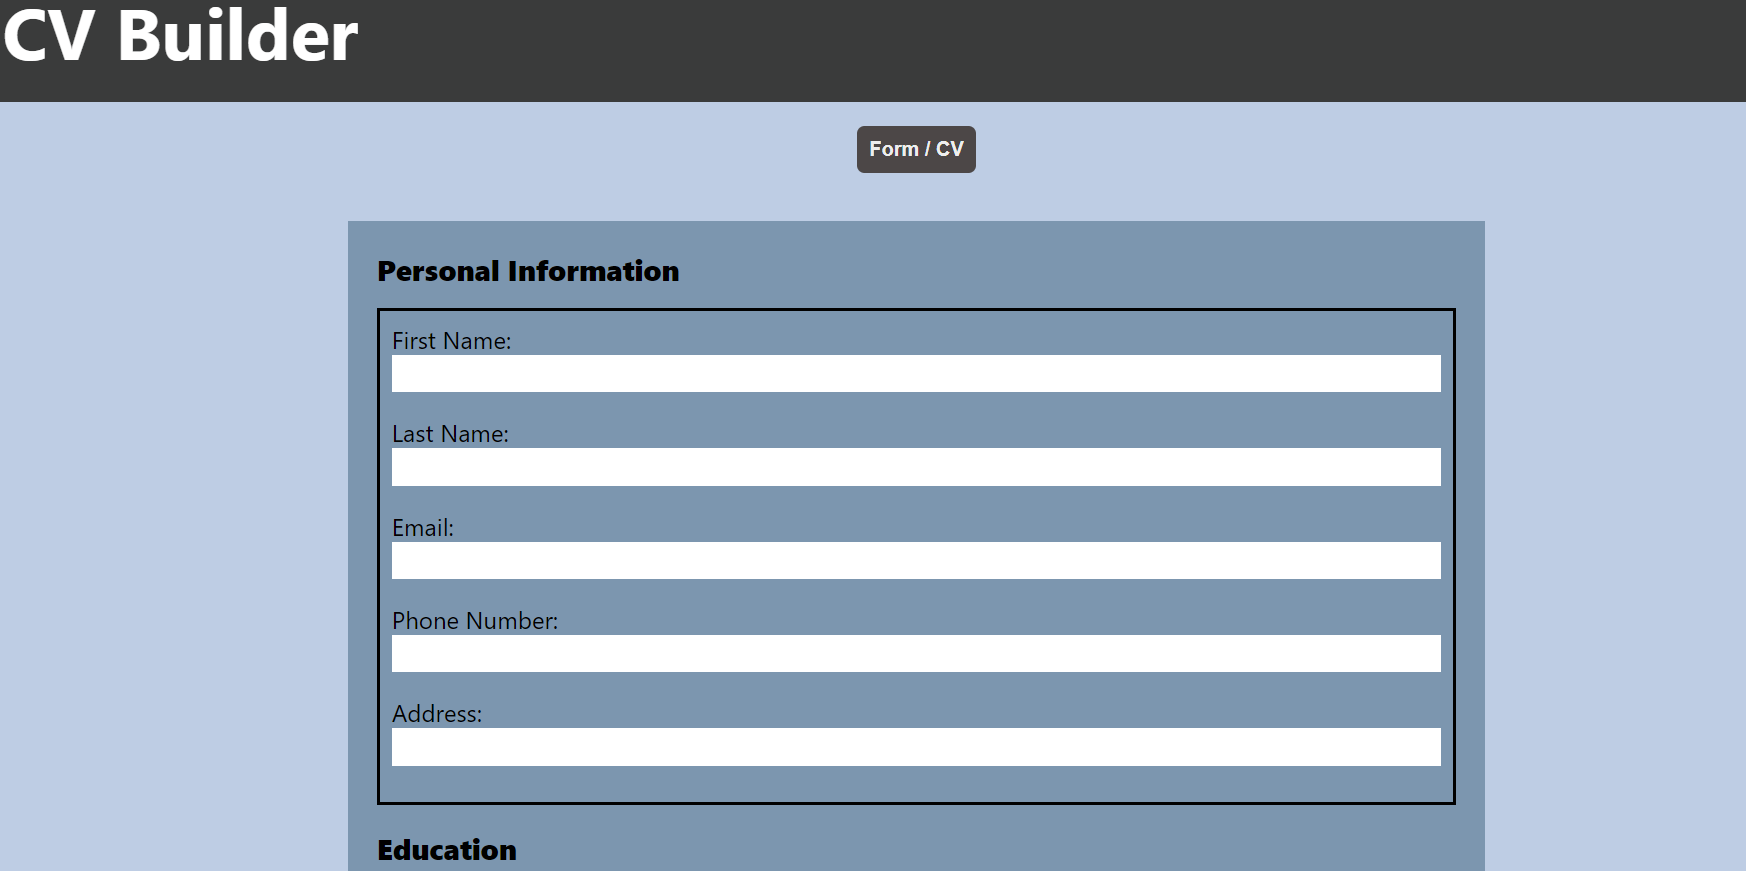 CV Builder
Form / CV
Personal Information
First Name:
Last Name:
Email:
Phone Number:
Address:
Education